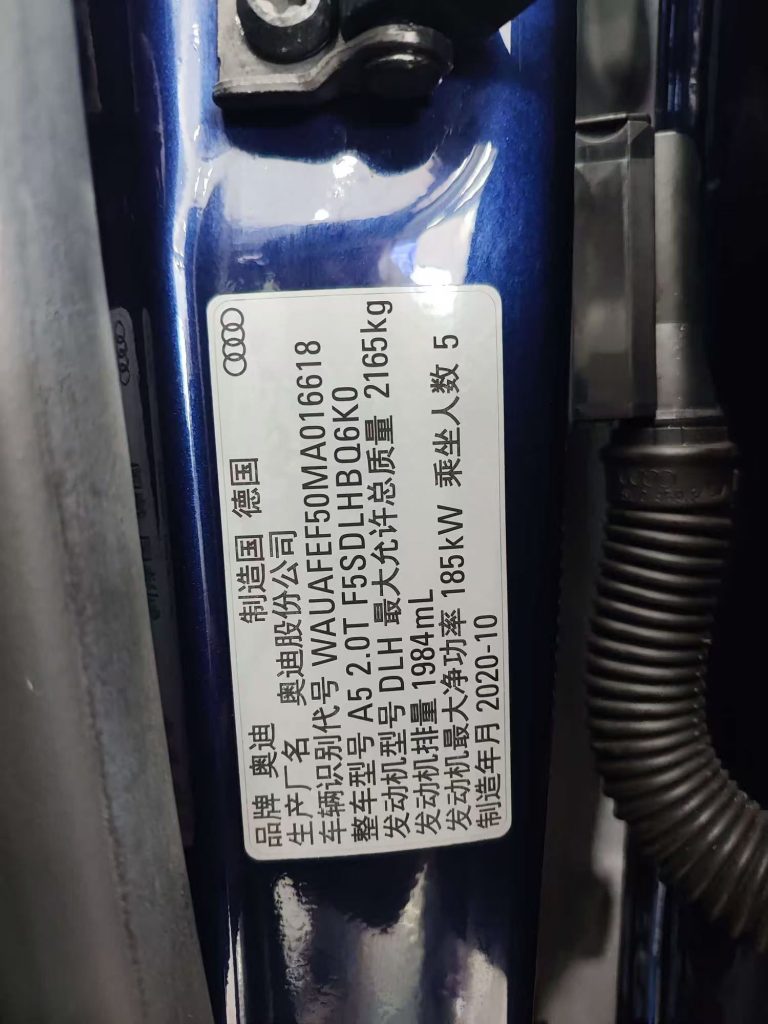 品牌 奥迪 制造国 德国
生产厂名 奥迪股份公司
车辆识别代号 WAUAFEF50MA016618
整车型号 A5 2.0T F5SDLHBQ6K0
发动机型号 DLH 最大允许总质量 2165kg
发动机排量 1984mL
发动机最大净功率 185kW 乘坐人数 5
制造年月 2020-10